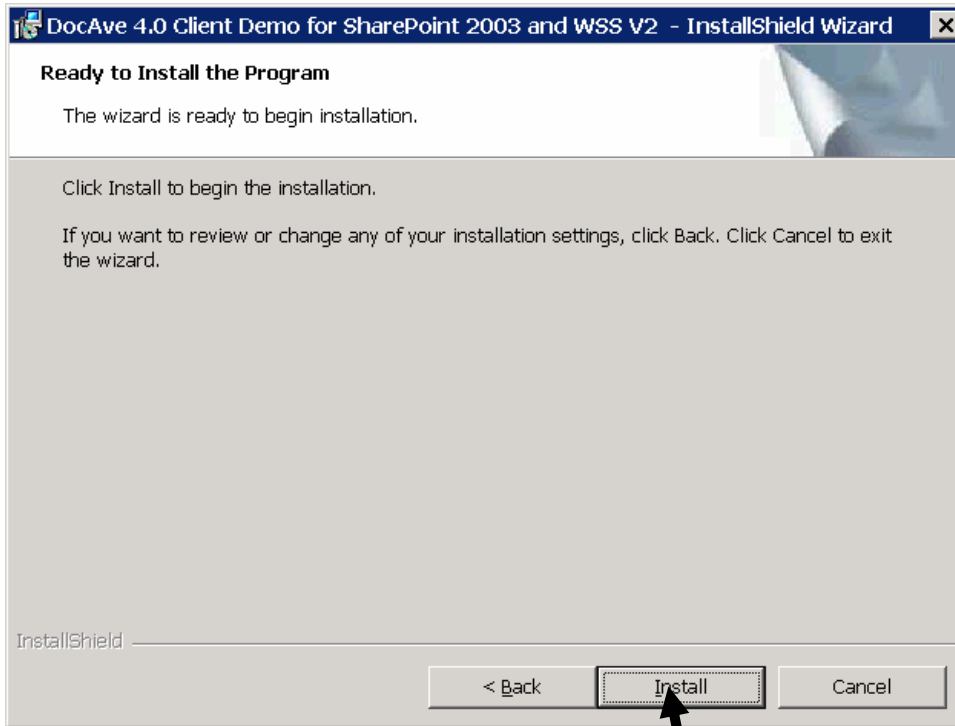 DocAve 4.0 Client Demo for SharePoint 2003 and WSS V2 - InstallShield Wizard
Ready to Install the Program
The wizard is ready to begin installation.
Click Install to begin the installation.
If you want to review or change any of your installation settings, click Back. Click Cancel to exit
the wizard.
InstallShield
< Back Install Cancel